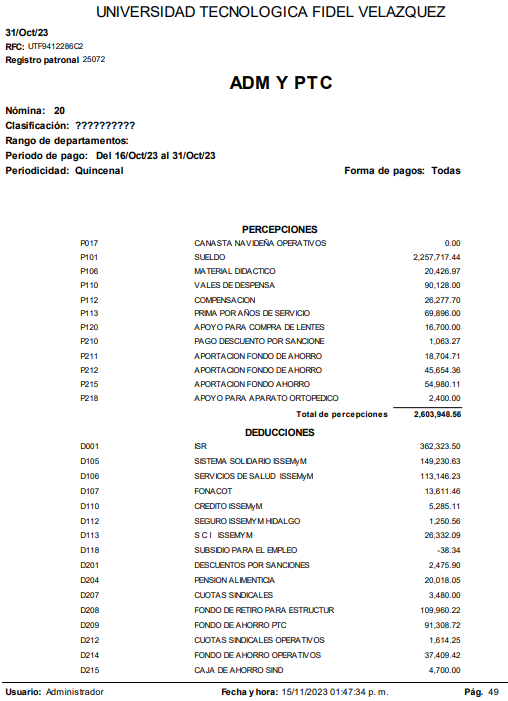 UNIVERSIDAD TECNOLOGICA FIDEL VELAZQUEZ
31/Oct/23
RFC: UTF9412286C2
Registro patronal 25072
ADM Y PTC
Nómina: 20
Clasificación: ??????????
Rango de departamentos:
Periodo de pago: Del 16/Oct/23 al 31/Oct/23
Periodicidad: Quincenal Forma de pagos: Todas
PERCEPCIONES
P017 CANASTA NAVIDEÑA OPERATIVOS 0.00
P101 SUELDO 2,257,717.44
P106 MATERIAL DIDACTICO 20,426.97
P110 VALES DE DESPENSA 90,128.00
P112 COMPENSACION 26,277.70
P113 PRIMA POR AÑOS DE SERVICIO 69,896.00
P120 APOYO PARA COMPRA DE LENTES 16,700.00
P210 PAGO DESCUENTO POR SANCIONE 1,063.27
P211 APORTACION FONDO DE AHORRO 18,704.71
P212 APORTACION FONDO DE AHORRO 45,654.36
P215 APORTACION FONDO AHORRO 54,980.11
P218 APOYO PARA APARATO ORTOPEDICO 2,400.00
Total de percepciones 2,603,948.56
DEDUCCIONES
D001 ISR 362,323.50
D105 SISTEMA SOLIDARIO ISSEMyM 149,230.63
D106 SERVICIOS DE SALUD ISSEMyM 113,146.23
D107 FONACOT 13,611.46
D110 CREDITO ISSEMyM 5,285.11
D112 SEGURO ISSEMYM HIDALGO 1,250.56
D113 S C I ISSEMYM 26,332.09
D118 SUBSIDIO PARA EL EMPLEO -38.34
D201 DESCUENTOS POR SANCIONES 2,475.90
D204 PENSION ALIMENTICIA 20,018.05
D207 CUOTAS SINDICALES 3,480.00
D208 FONDO DE RETIRO PARA ESTRUCTUR 109,960.22
D209 FONDO DE AHORRO PTC 91,308.72
D212 CUOTAS SINDICALES OPERATIVOS 1,614.25
D214 FONDO DE AHORRO OPERATIVOS 37,409.42
D215 CAJA DE AHORRO SIND 4,700.00
Usuario: Administrador Fecha y hora: 15/11/2023 01:47:34 p. m. Pág. 49